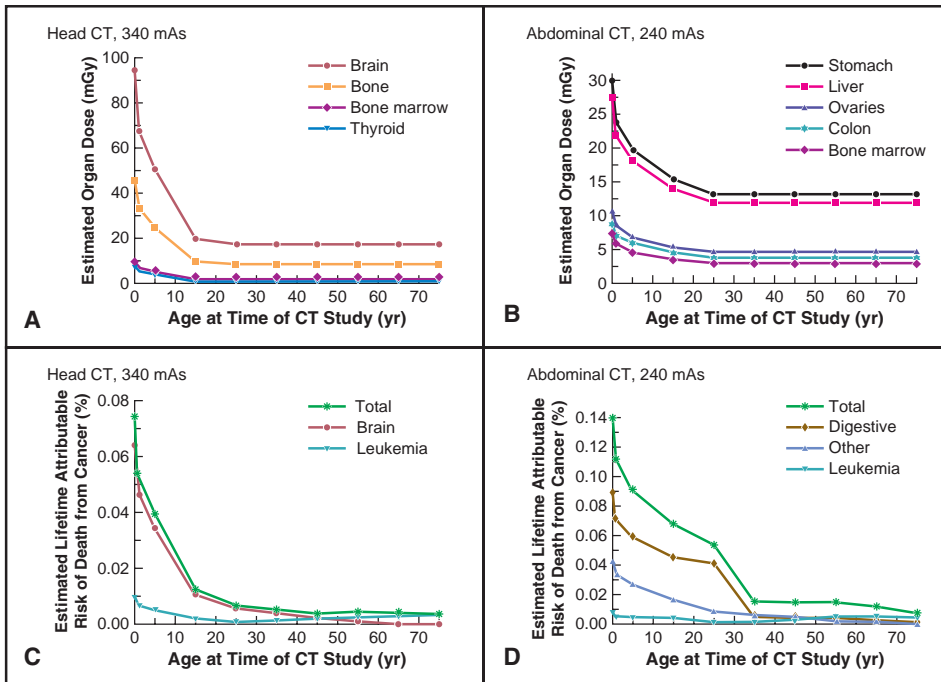 Head CT, 340 mAs
Estimated Organ Dose (mGy)
100
80
60
40
20
0
Brain
Bone
Bone marrow
Thyroid
0 10 20 30 40 50 60 70
Age at Time of CT Study (yr)
A
Abdominal CT, 240 mAs
Estimated Organ Dose (mGy)
30
25
20
15
10
5
0
Stomach
Liver
Ovaries
Colon
Bone marrow
0 10 20 30 40 50 60 70
Age at Time of CT Study (yr)
B
Head CT, 340 mAs
Estimated Lifetime Attributable
Risk of Death from Cancer (%)
0.08
0.06
0.04
0.02
0.00
Total
Brain
Leukemia
0 10 20 30 40 50 60 70
Age at Time of CT Study (yr)
C
Abdominal CT, 240 mAs
Estimated Lifetime Attributable
Risk of Death from Cancer (%)
0.14
0.12
0.10
0.08
0.06
0.04
0.02
0.00
Total
Digestive
Other
Leukemia
0 10 20 30 40 50 60 70
Age at Time of CT Study (yr)
D